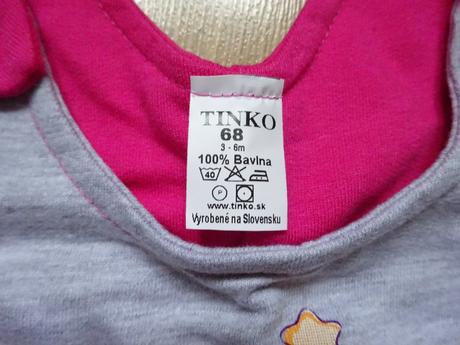 TINKO
68
3 - 6m
100% Bavlna
40
P
www.tinko.sk
Vyrobené na Slovensku